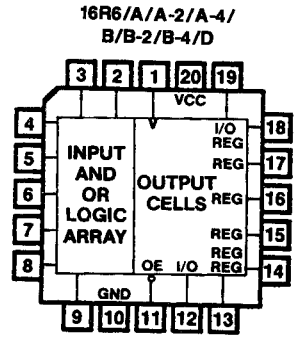 16R6/A/A-2/A-4/
B/B-2/B-4/D
3 2 1 20 19
VCC
4 I/O 18
REG
5 INPUT REG 17
AND OUTPUT
6 OR CELLS REG 16
LOGIC
7 ARRAY REG 15
REG
8 OE I/O REG 14
GND
9 10 11 12 13